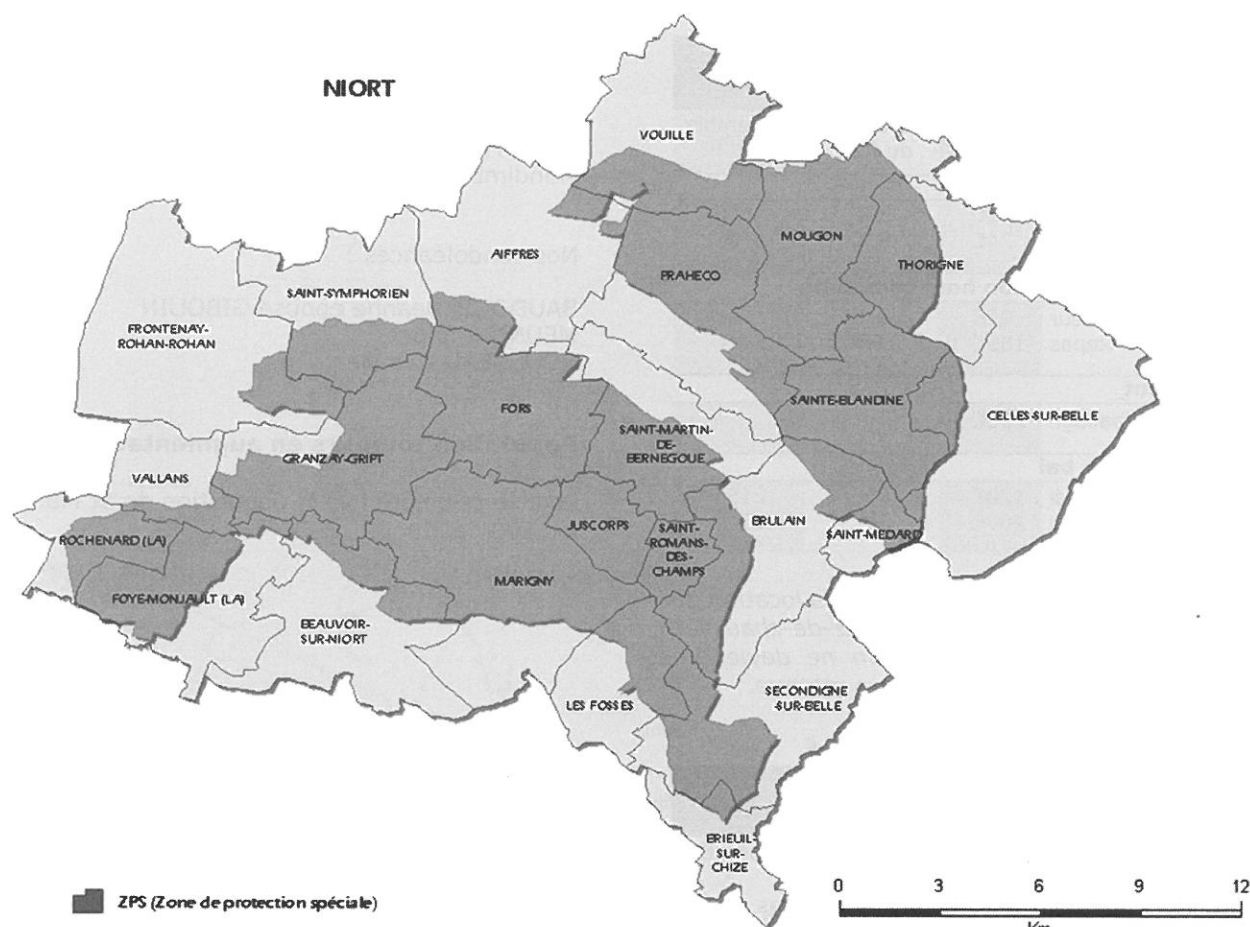 NIORT
VOUILLE
MOUGON
AIFFRES
PRAHECQ
THORIGNE
SAINT-SYMPHORIEN
FRONTENAY-
ROHAN-ROHAN
FORS
SAINTE-BLANDINE
CELLES-SUR-BELLE
SAINT-MARTIN-
DE-
BERNEGOUE
GRANZAY-GRIPT
VALLANS
BRULAIN
JUSCORPS
SAINT-
ROMANS-
DES-
CHAMPS
SAINT-MEDARD
ROCHENARD (LA)
MARIGNY
FOYE-MONJAULT (LA)
BEAUVOIR-
SUR-NIORT
LES FOSSES
SECONDIGNE
-SUR-BELLE
BRIEUIL-
SUR-
CHIZE
ZPS (Zone de protection spéciale)
0 3 6 9 12
Km